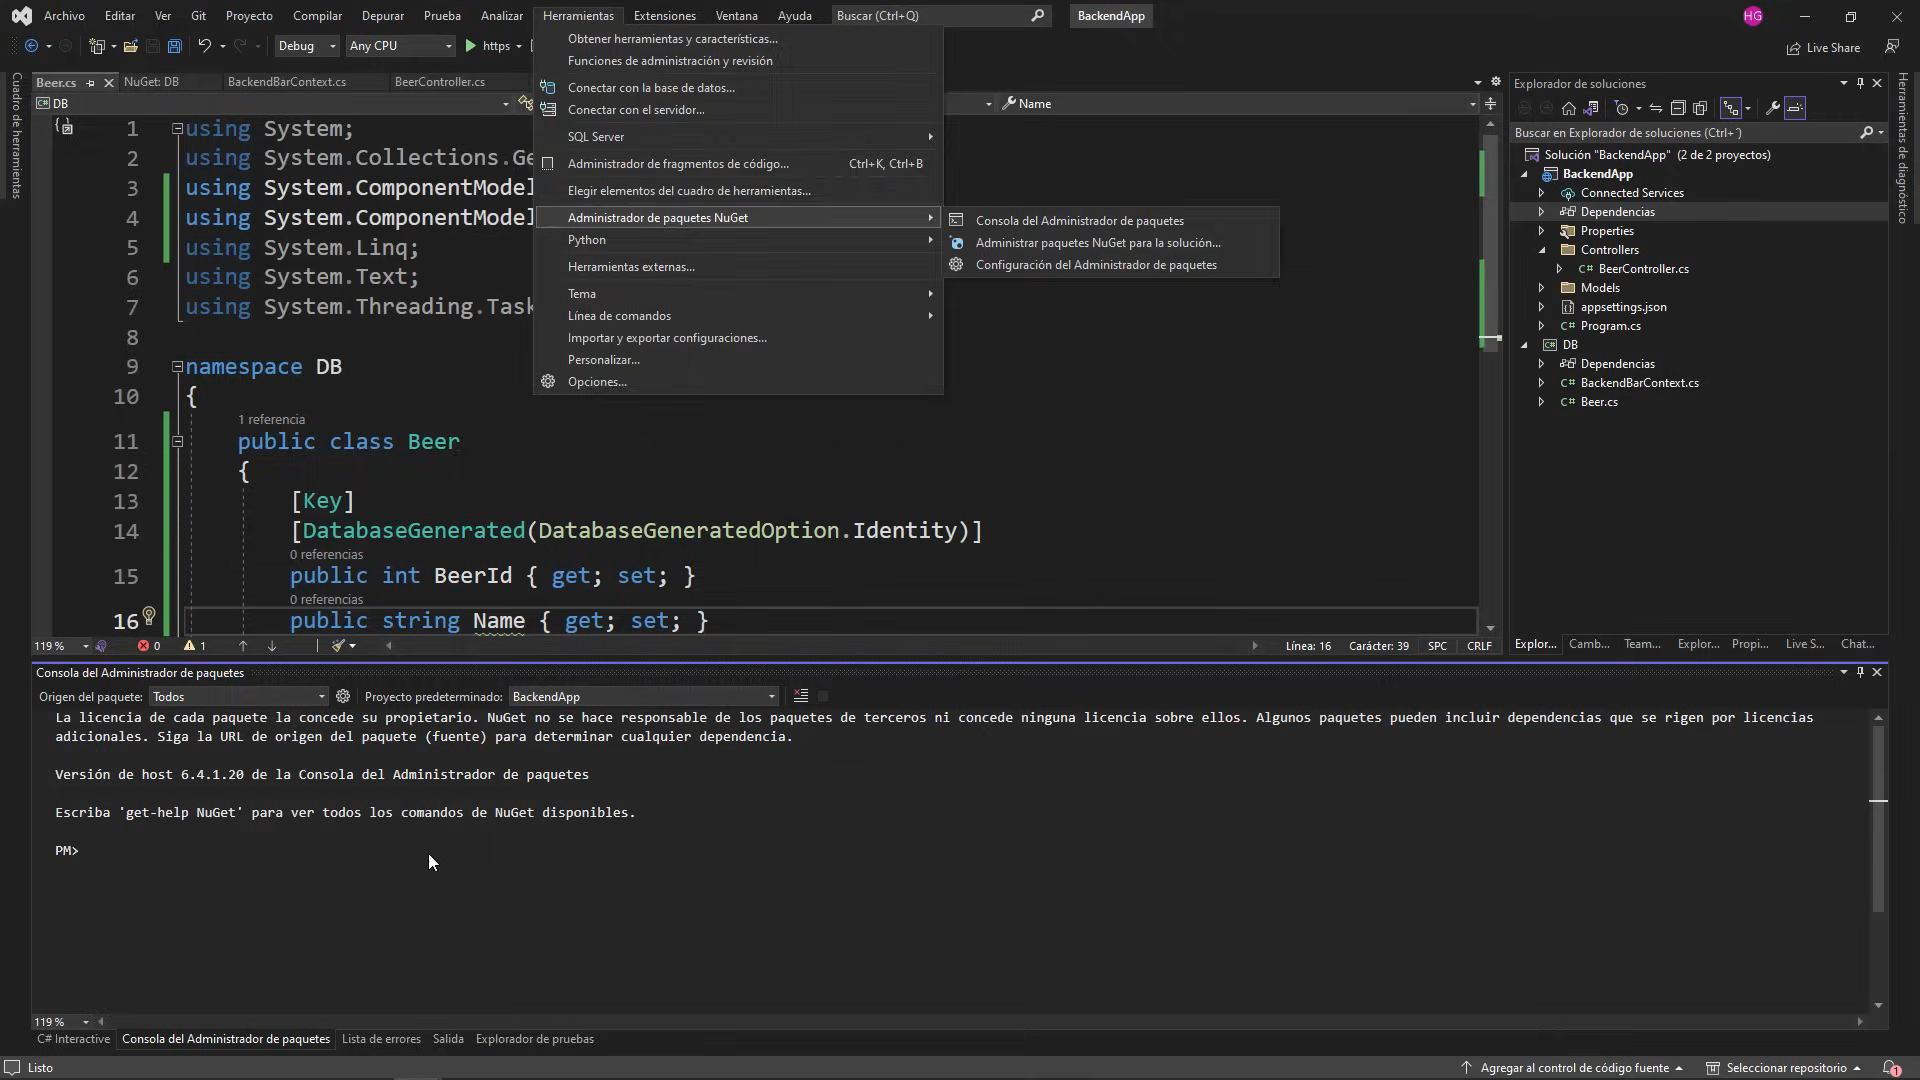 Archivo Editar Ver Git Proyecto Compilar Depurar Prueba Analizar Herramientas Extensiones Ventana Ayuda Buscar (Ctrl+Q) BackendApp HG
Debug Any CPU https Live Share
Obtener herramientas y características...
Funciones de administración y revisión
Conectar con la base de datos...
Conectar con el servidor...
SQL Server
Administrador de fragmentos de código... Ctrl+K, Ctrl+B
Elegir elementos del cuadro de herramientas...
Administrador de paquetes NuGet
Python
Herramientas externas...
Tema
Línea de comandos
Importar y exportar configuraciones...
Personalizar...
Opciones...
Consola del Administrador de paquetes
Administrar paquetes NuGet para la solución...
Configuración del Administrador de paquetes
Cuadro de herramientas
Beer.cs NuGet: DB BackendBarContext.cs BeerController.cs
DB Name
1 using System;
2 using System.Collections.Ge
3 using System.ComponentModel
4 using System.ComponentModel
5 using System.Linq;
6 using System.Text;
7 using System.Threading.Task
8
9 namespace DB
10 {
1 referencia
11 public class Beer
12 {
13 [Key]
14 [DatabaseGenerated(DatabaseGeneratedOption.Identity)]
0 referencias
15 public int BeerId { get; set; }
0 referencias
16 public string Name { get; set; }
119 % 0 1 Línea: 16 Carácter: 39 SPC CRLF
Explorador de soluciones
Buscar en Explorador de soluciones (Ctrl+´)
Solución "BackendApp" (2 de 2 proyectos)
BackendApp
Connected Services
Dependencias
Properties
Controllers
C# BeerController.cs
Models
appsettings.json
C# Program.cs
C# DB
Dependencias
C# BackendBarContext.cs
C# Beer.cs
Explor... Camb... Team... Explor... Propi... Live S... Chat...
Herramientas de diagnóstico
Consola del Administrador de paquetes
Origen del paquete: Todos Proyecto predeterminado: BackendApp
La licencia de cada paquete la concede su propietario. NuGet no se hace responsable de los paquetes de terceros ni concede ninguna licencia sobre ellos. Algunos paquetes pueden incluir dependencias que se rigen por licencias
adicionales. Siga la URL de origen del paquete (fuente) para determinar cualquier dependencia.
Versión de host 6.4.1.20 de la Consola del Administrador de paquetes
Escriba 'get-help NuGet' para ver todos los comandos de NuGet disponibles.
PM>
119 %
C# Interactive Consola del Administrador de paquetes Lista de errores Salida Explorador de pruebas
Listo Agregar al control de código fuente Seleccionar repositorio 1